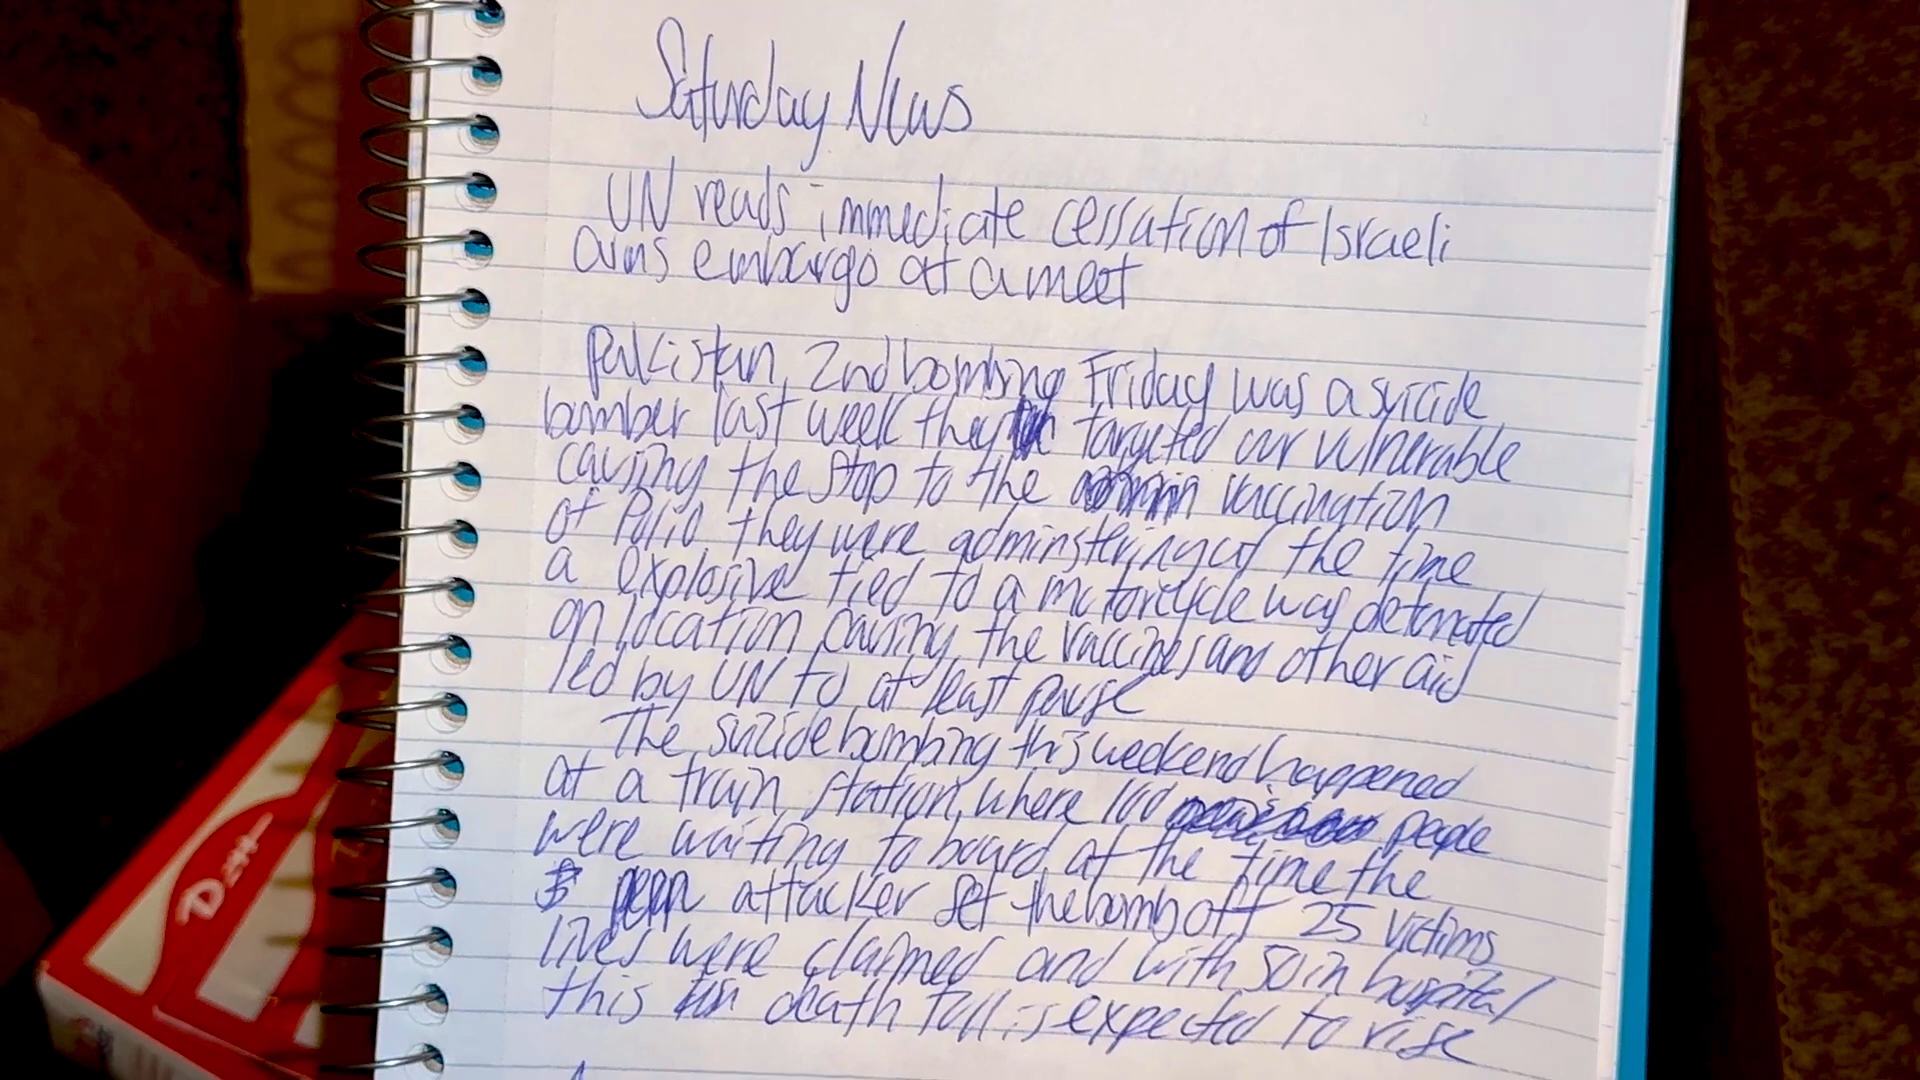 Saturday News
UN reads immediate cessation of Israeli
arms embargo at a meet
Pakistan, 2nd bombing Friday was a suicide
bomber last week they targeted our vulnerable
causing the stop to the vaccination
of Polio they were adminstering at the time
a explosive tied to a motorcycle was detonated
on location causing the vaccines and other aid
led by UN to at least pause
The suicide bombing this weekend happened
at a train station, where 100 people
were waiting to board at the time the
attacker set the bomb off 25 victims
lives were claimed and with 50 in hospital
this death toll is expected to rise